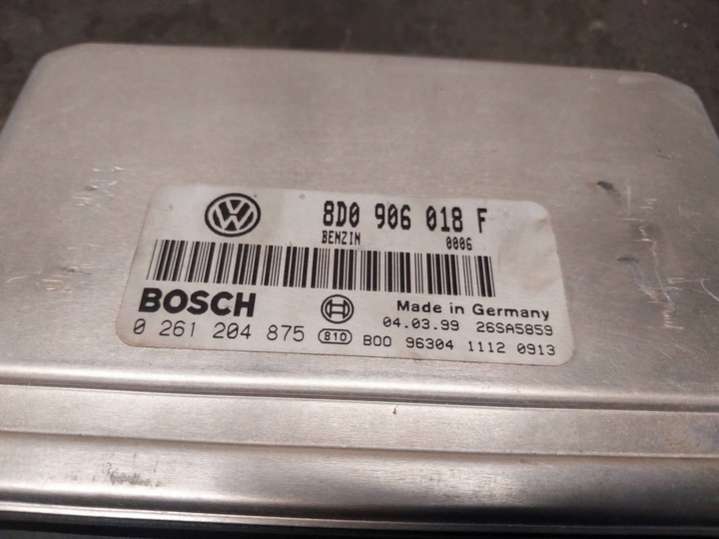 8D0 906 018 F
BENZIN 0006
BOSCH Made in Germany
04.03.99 26SA5859
0 261 204 875 B10 B00 96304 1112 0913